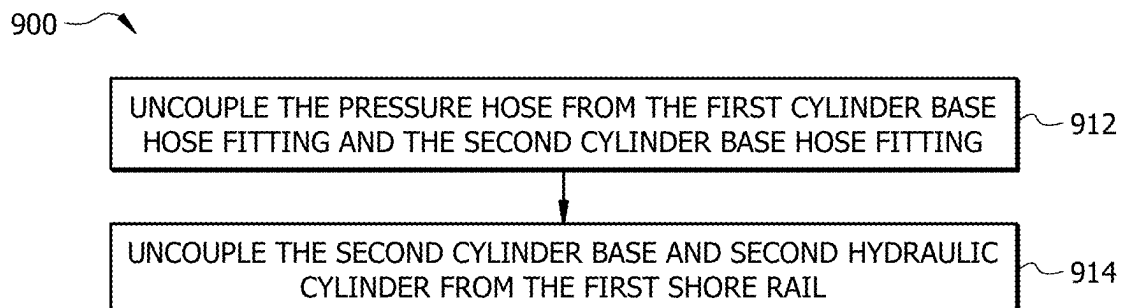 900
UNCOUPLE THE PRESSURE HOSE FROM THE FIRST CYLINDER BASE
HOSE FITTING AND THE SECOND CYLINDER BASE HOSE FITTING
912
UNCOUPLE THE SECOND CYLINDER BASE AND SECOND HYDRAULIC
CYLINDER FROM THE FIRST SHORE RAIL
914